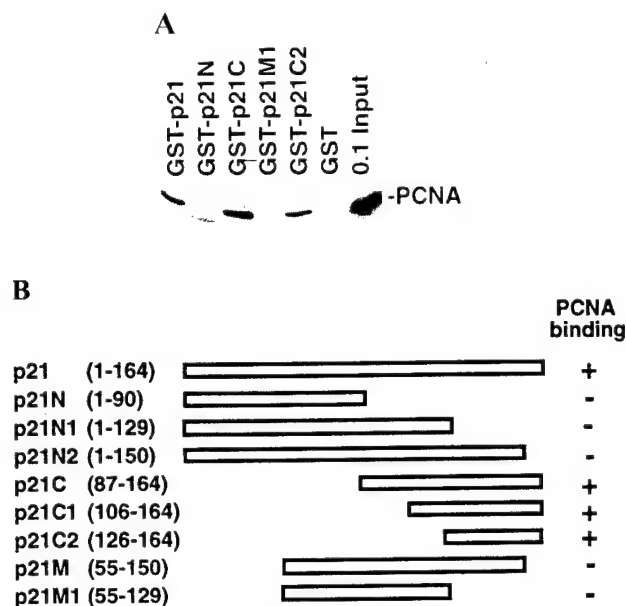 A
GST-p21
GST-p21N
GST-p21C
GST-p21M1
GST-p21C2
GST
0.1 Input
-PCNA
B
PCNA
binding
p21 (1-164) +
p21N (1-90) -
p21N1 (1-129) -
p21N2 (1-150) -
p21C (87-164) +
p21C1 (106-164) +
p21C2 (126-164) +
p21M (55-150) -
p21M1 (55-129) -